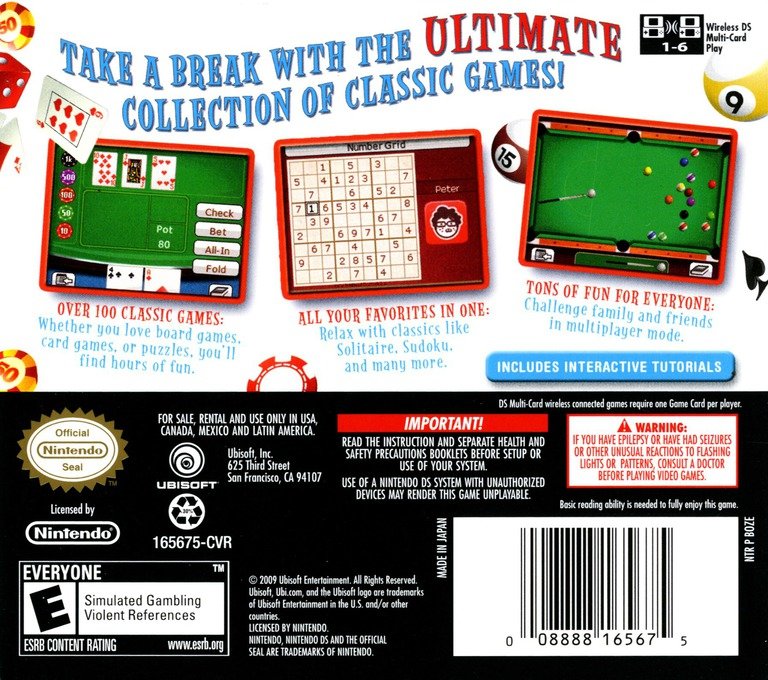 TAKE A BREAK WITH THE ULTIMATE
COLLECTION OF CLASSIC GAMES!
1-6
Wireless DS
Multi-Card
Play
9
15
50
1k
500
100
50
10
Pot
80
Check
Bet
All-In
Fold
Number Grid
Peter
OVER 100 CLASSIC GAMES:
Whether you love board games,
card games, or puzzles, you'll
find hours of fun.
ALL YOUR FAVORITES IN ONE:
Relax with classics like
Solitaire, Sudoku,
and many more.
TONS OF FUN FOR EVERYONE:
Challenge family and friends
in multiplayer mode.
INCLUDES INTERACTIVE TUTORIALS
DS Multi-Card wireless connected games require one Game Card per player.
Official
Nintendo
Seal
TM
Licensed by
Nintendo®
FOR SALE, RENTAL AND USE ONLY IN USA,
CANADA, MEXICO AND LATIN AMERICA.
UBISOFT
Ubisoft, Inc.
625 Third Street
San Francisco, CA 94107
30%
165675-CVR
IMPORTANT!
READ THE INSTRUCTION AND SEPARATE HEALTH AND
SAFETY PRECAUTIONS BOOKLETS BEFORE SETUP OR
USE OF YOUR SYSTEM.
USE OF A NINTENDO DS SYSTEM WITH UNAUTHORIZED
DEVICES MAY RENDER THIS GAME UNPLAYABLE.
WARNING:
IF YOU HAVE EPILEPSY OR HAVE HAD SEIZURES
OR OTHER UNUSUAL REACTIONS TO FLASHING
LIGHTS OR PATTERNS, CONSULT A DOCTOR
BEFORE PLAYING VIDEO GAMES.
Basic reading ability is needed to fully enjoy this game.
EVERYONE
TM
E
Simulated Gambling
Violent References
ESRB CONTENT RATING www.esrb.org
© 2009 Ubisoft Entertainment. All Rights Reserved.
Ubisoft, Ubi.com, and the Ubisoft logo are trademarks
of Ubisoft Entertainment in the U.S. and/or other
countries.
LICENSED BY NINTENDO.
NINTENDO, NINTENDO DS AND THE OFFICIAL
SEAL ARE TRADEMARKS OF NINTENDO.
MADE IN JAPAN
NTR P BOZE
0 08888 16567 5